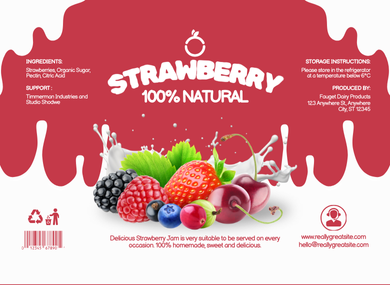 STRAWBERRY
100% NATURAL
INGREDIENTS:
Strawberries, Organic Sugar,
Pectin, Citric Acid
SUPPORT :
Timmerman Industries and
Studio Shodwe
STORAGE INSTRUCTIONS:
Please store in the refrigerator
at a temperature below 6°C
PRODUCED BY:
Fauget Dairy Products
123 Anywhere St, Anywhere
City, ST 12345
Delicious Strawberry Jam is very suitable to be served on every
occasion. 100% homemade, sweet and delicious.
www.reallygreatsite.com
hello@reallygreatsite.com